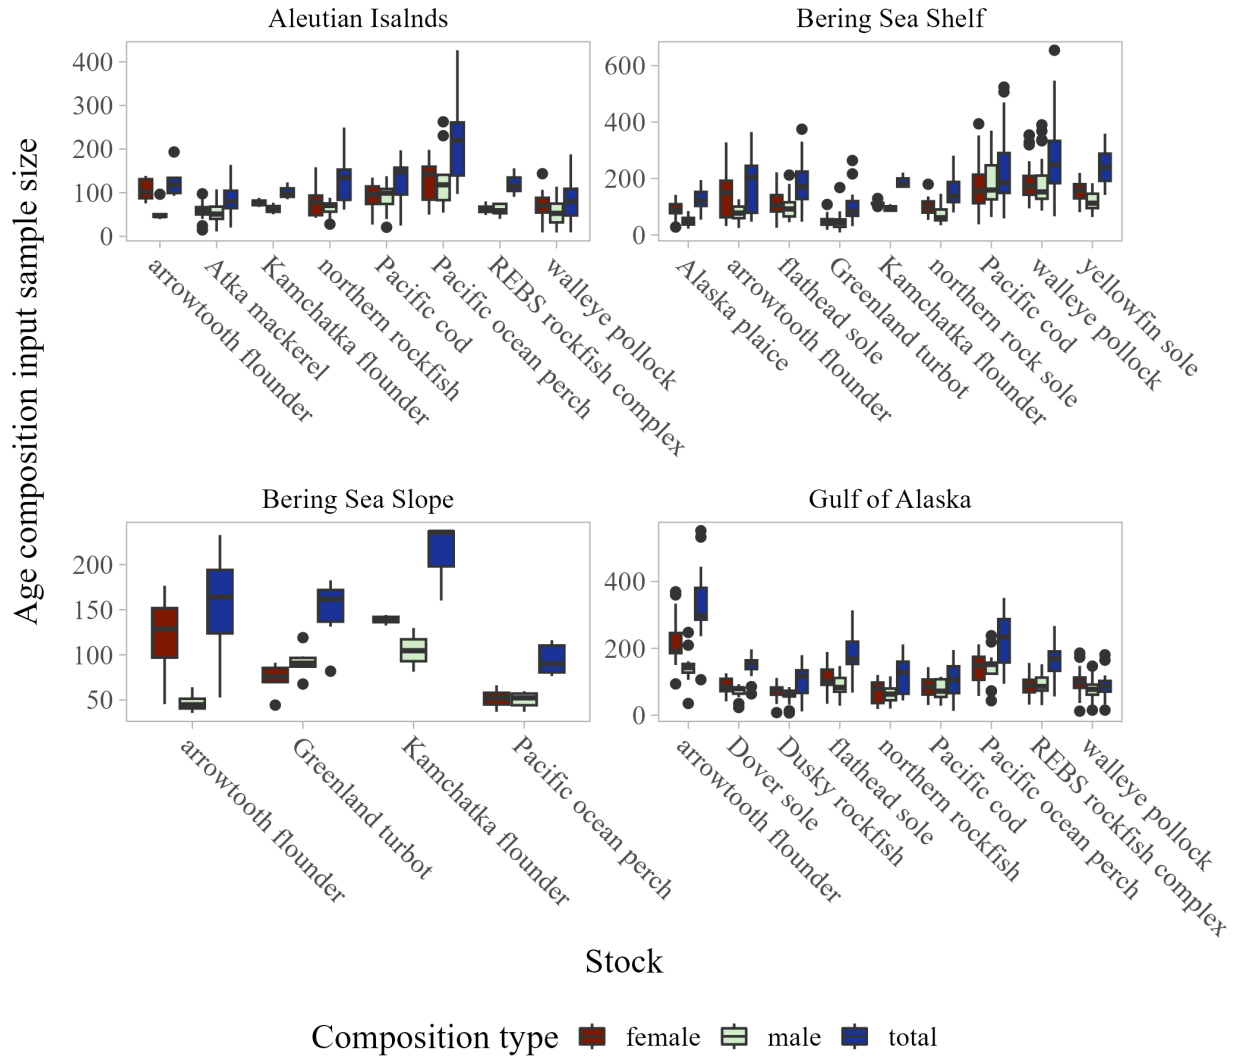 Aleutian Isalnds
Bering Sea Shelf
400
300
200
100
0
600
400
200
0
arrowtooth flounder
Atka mackerel
Kamchatka flounder
northern rockfish
Pacific cod
Pacific ocean perch
REBS rockfish complex
walleye pollock
Alaska plaice
arrowtooth flounder
flathead sole
Greenland turbot
Kamchatka flounder
northern rock sole
Pacific cod
walleye pollock
yellowfin sole
Age composition input sample size
Bering Sea Slope
Gulf of Alaska
200
150
100
50
400
200
0
arrowtooth flounder
Greenland turbot
Kamchatka flounder
Pacific ocean perch
arrowtooth flounder
Dover sole
Dusky rockfish
flathead sole
northern rockfish
Pacific cod
Pacific ocean perch
REBS rockfish complex
walleye pollock
Stock
Composition type female male total